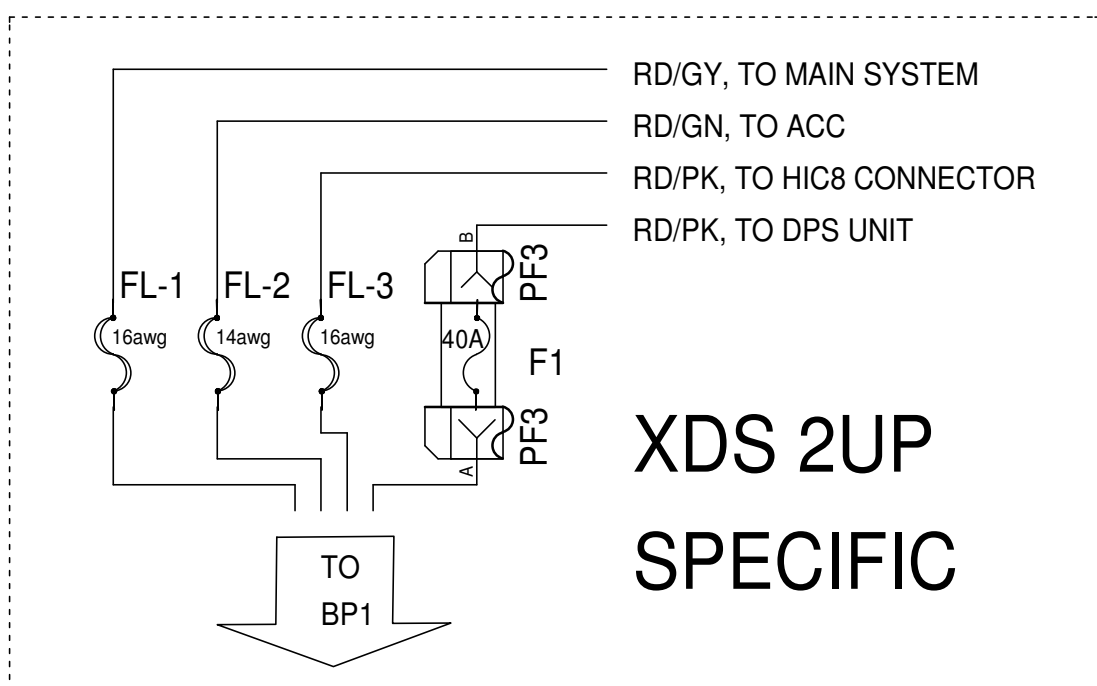 RD/GY, TO MAIN SYSTEM
RD/GN, TO ACC
RD/PK, TO HIC8 CONNECTOR
RD/PK, TO DPS UNIT
B
PF3
FL-1
FL-2
FL-3
16awg
14awg
16awg
40A
F1
PF3
A
XDS 2UP
SPECIFIC
TO
BP1